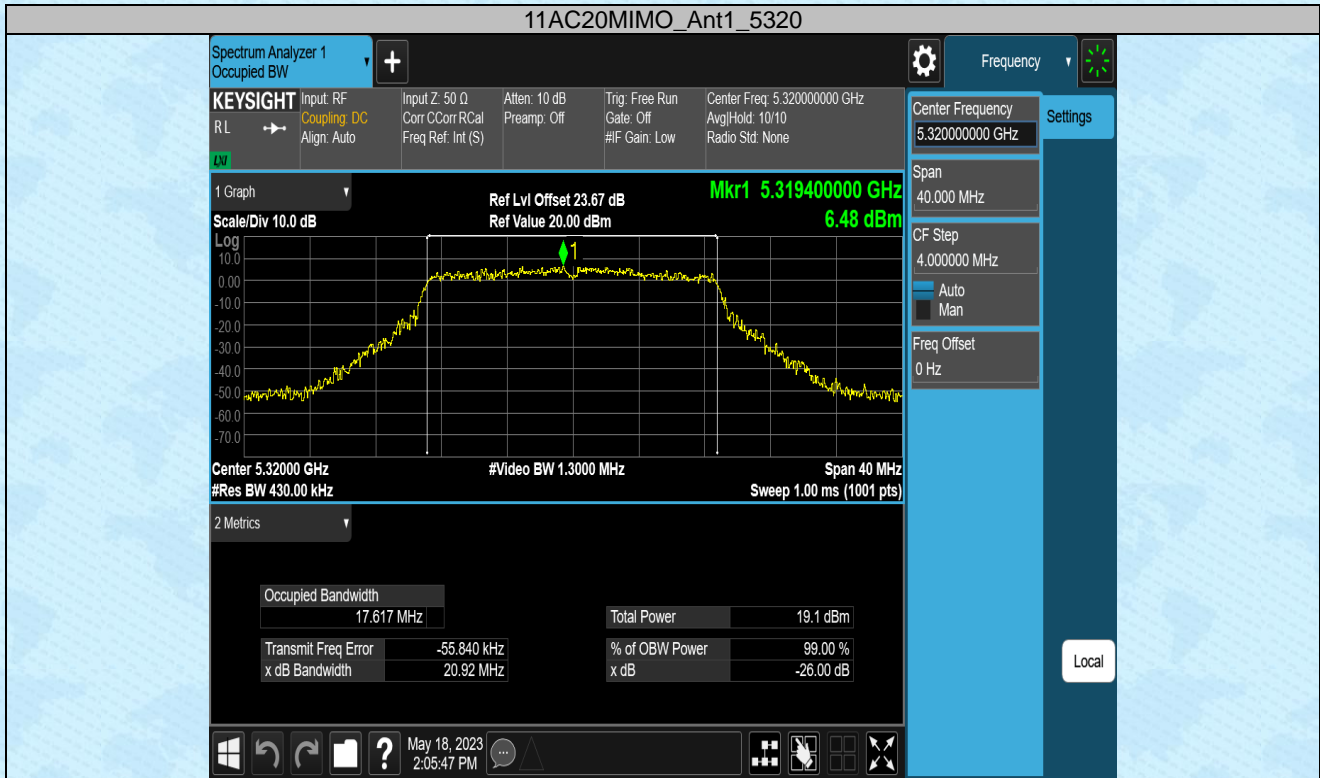 11AC20MIMO_Ant1_5320
Spectrum Analyzer 1
Occupied BW
+
Frequency
KEYSIGHT
R L
LXI
Input: RF
Coupling: DC
Align: Auto
Input Z: 50 Ω
Corr CCorr RCal
Freq Ref: Int (S)
Atten: 10 dB
Preamp: Off
Trig: Free Run
Gate: Off
#IF Gain: Low
Center Freq: 5.320000000 GHz
Avg|Hold: 10/10
Radio Std: None
Center Frequency
5.320000000 GHz
Settings
Span
40.000 MHz
CF Step
4.000000 MHz
Auto
Man
Freq Offset
0 Hz
Local
1 Graph
Scale/Div 10.0 dB
Ref Lvl Offset 23.67 dB
Ref Value 20.00 dBm
Mkr1 5.319400000 GHz
6.48 dBm
Log
1
10.0
0.00
-10.0
-20.0
-30.0
-40.0
-50.0
-60.0
-70.0
Center 5.32000 GHz
#Video BW 1.3000 MHz
Span 40 MHz
#Res BW 430.00 kHz
Sweep 1.00 ms (1001 pts)
2 Metrics
Occupied Bandwidth
17.617 MHz
Total Power 19.1 dBm
Transmit Freq Error -55.840 kHz
% of OBW Power 99.00 %
x dB Bandwidth 20.92 MHz
x dB -26.00 dB
?
May 18, 2023
2:05:47 PM